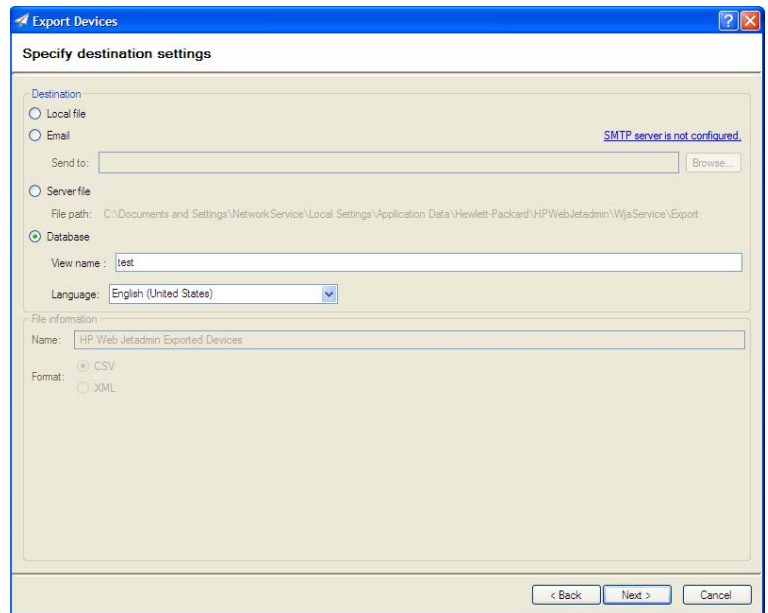 Export Devices
Specify destination settings
Destination
Local file
Email
SMTP server is not configured.
Send to:
Browse...
Server file
File path: C:\Documents and Settings\NetworkService\Local Settings\Application Data\Hewlett-Packard\HPWebJetadmin\WjaService\Export
Database
View name : test
Language: English (United States)
File information
Name: HP Web Jetadmin Exported Devices
Format:
CSV
XML
< Back Next > Cancel